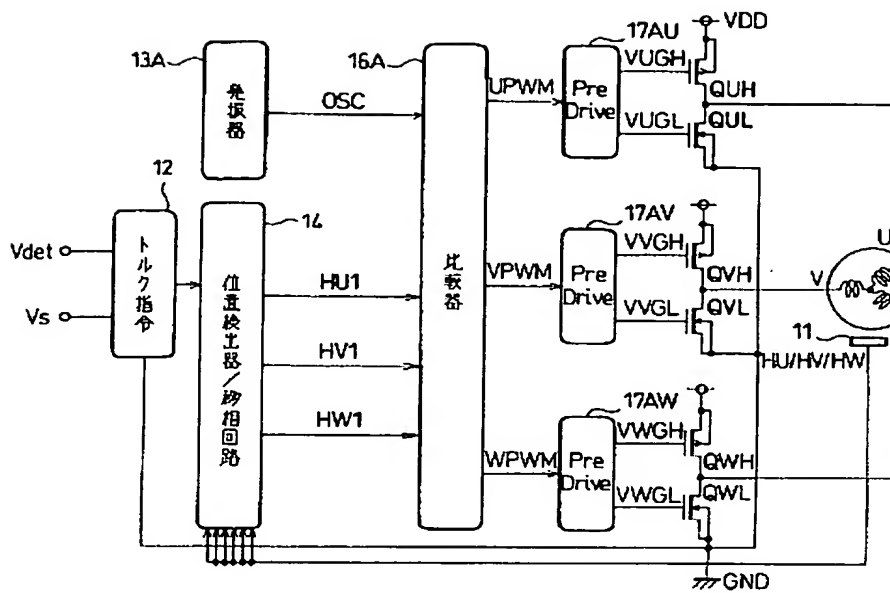 13A
発振器
OSC
16A
比較器
UPWM
17AU
Pre
Drive
VUGH
VUGL
VDD
QUH
QUL
12
トルク指令
Vdet
Vs
14
位置検出器/移相回路
HU1
HV1
HW1
VPWM
17AV
Pre
Drive
VVGH
VVGL
QVH
QVL
U
V
11
HU/HV/HW
WPWM
17AW
Pre
Drive
VWGH
VWGL
QWH
QWL
GND